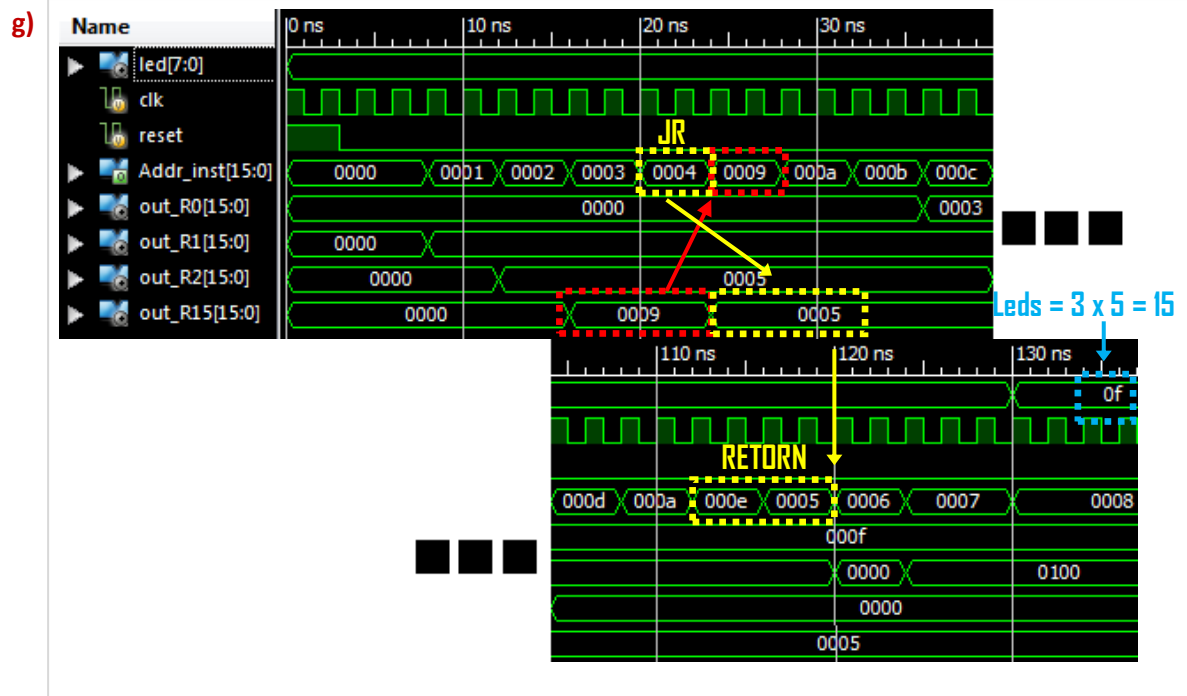 g)
Name
0 ns 10 ns 20 ns 30 ns
led[7:0]
clk
reset
JR
Addr_inst[15:0] 0000 0001 0002 0003 0004 0009 000a 000b 000c
out_R0[15:0] 0000 0003
out_R1[15:0] 0000
out_R2[15:0] 0000 0005
out_R15[15:0] 0000 0009 0005
Leds = 3 x 5 = 15
110 ns 120 ns 130 ns
0f
RETORN
000d 000a 000e 0005 0006 0007 0008
000f
0000 0100
0000
0005